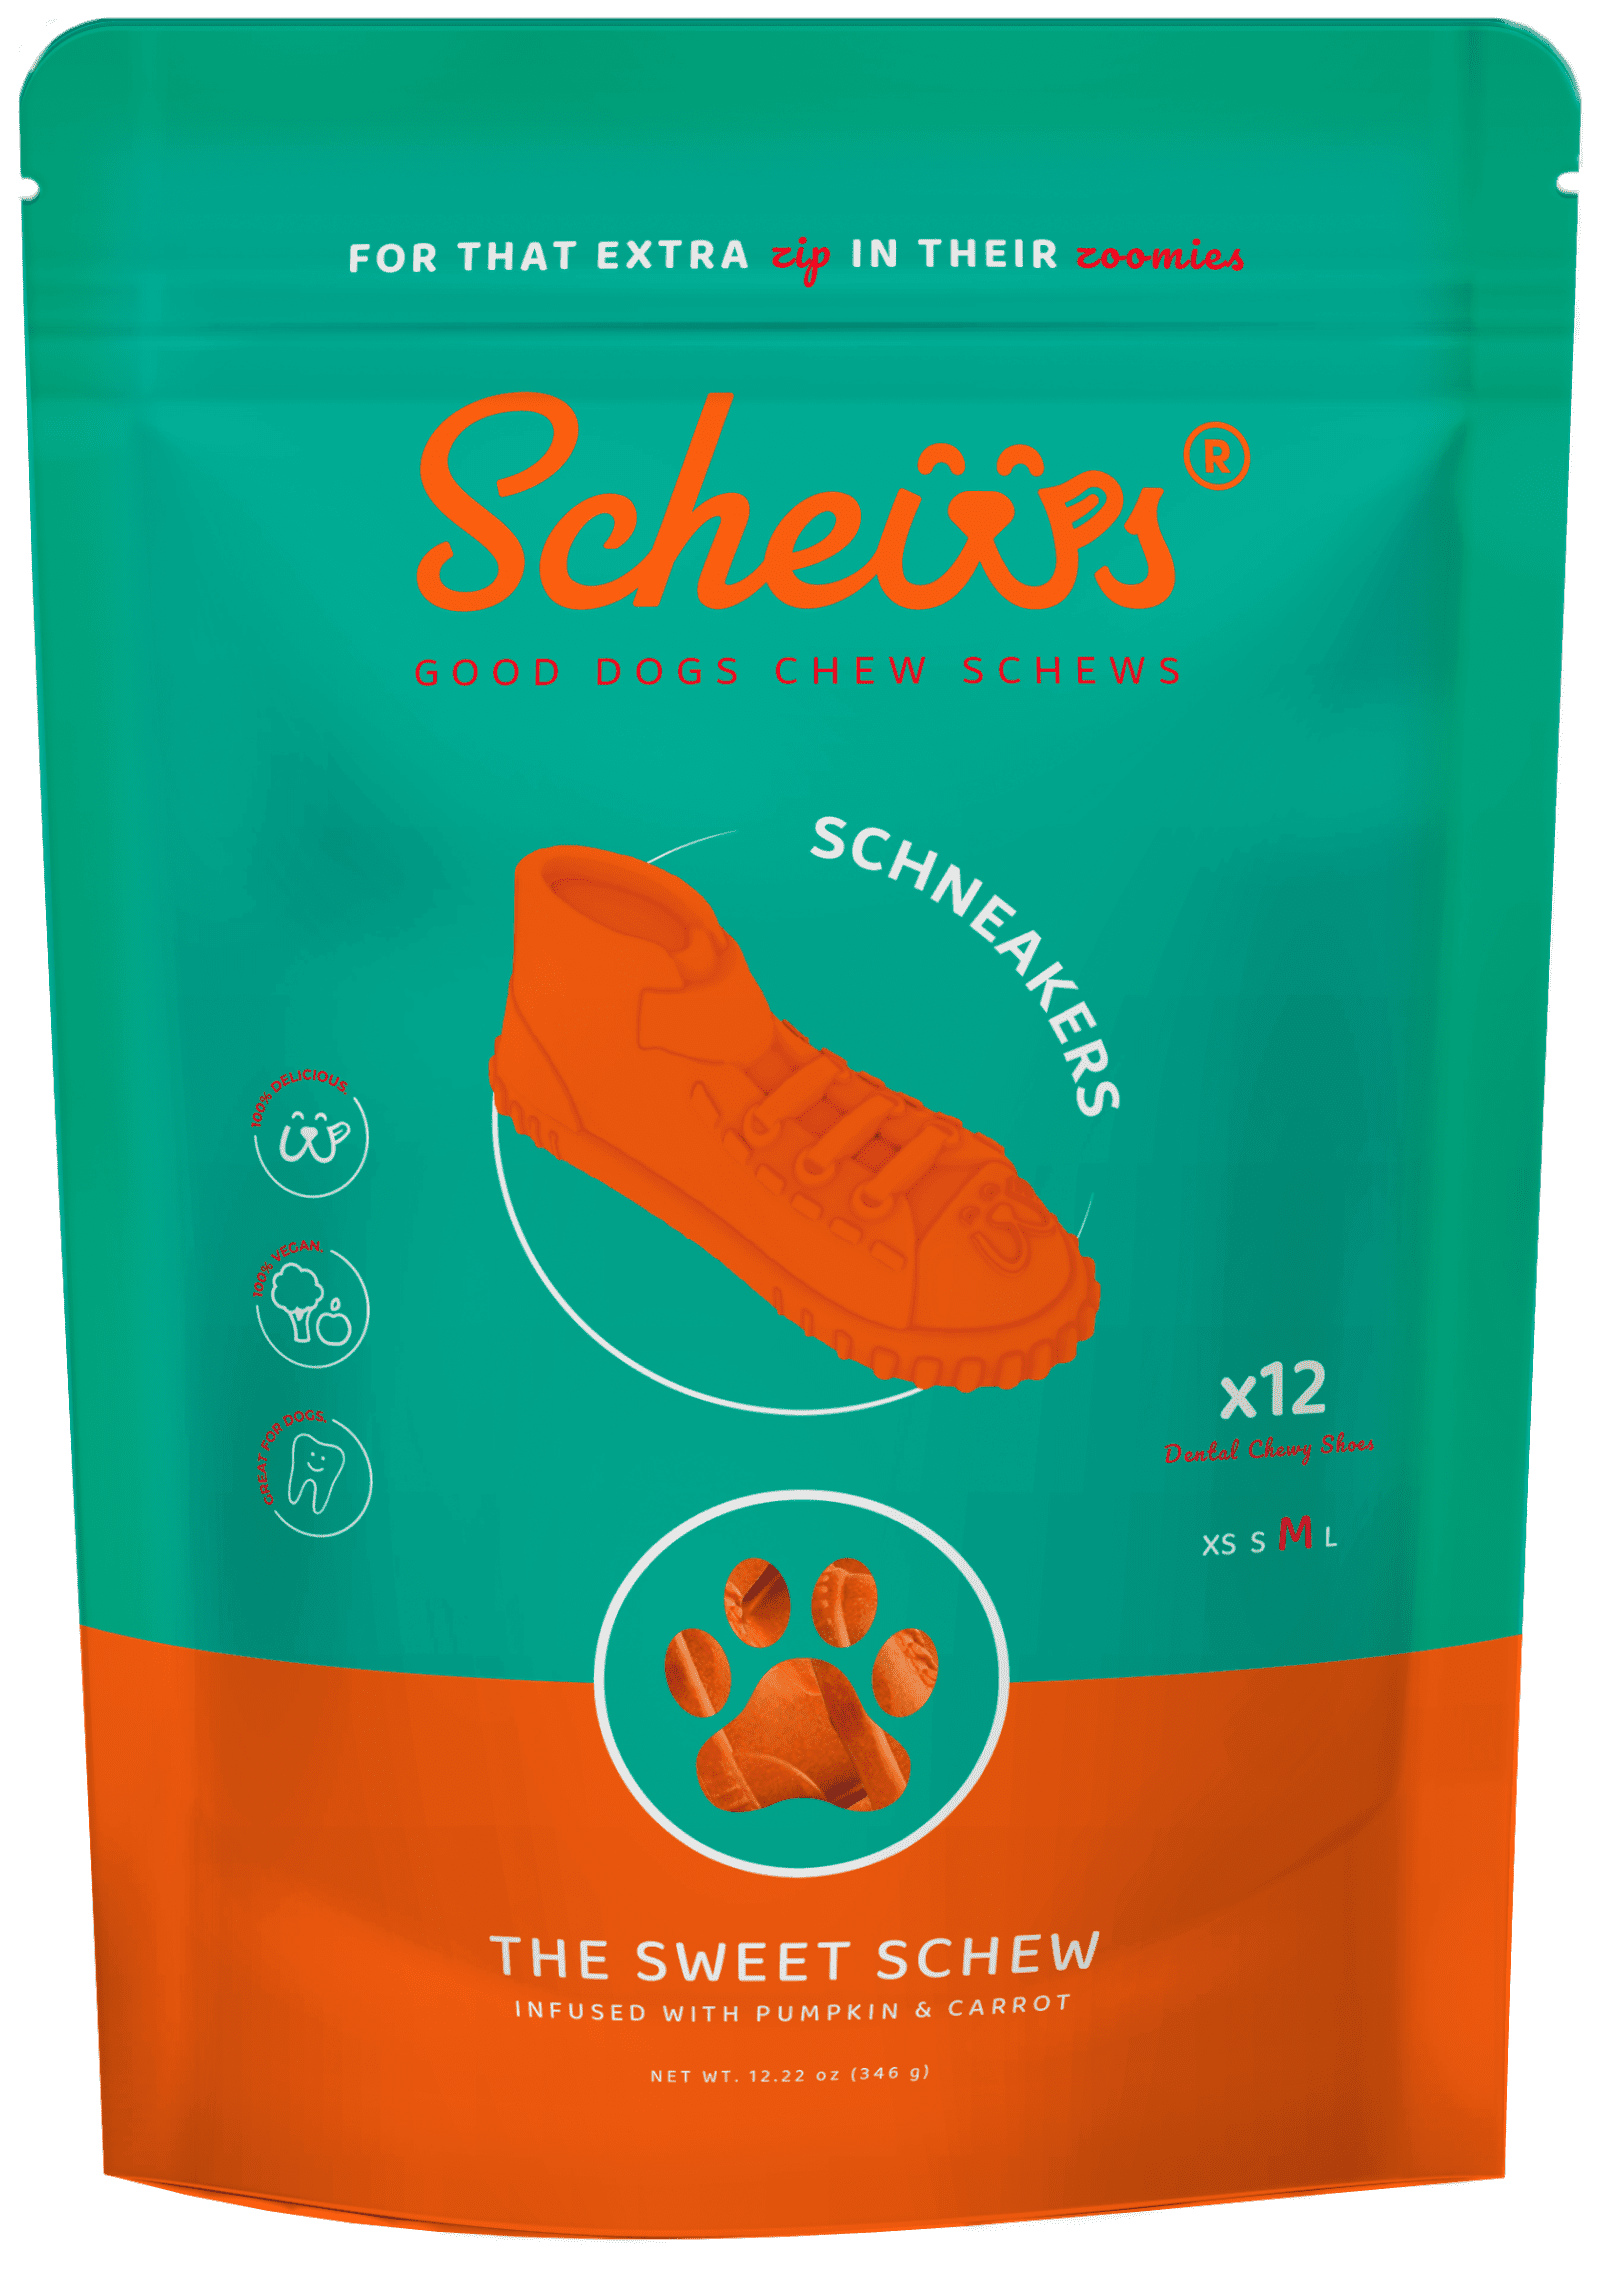 FOR THAT EXTRA zip IN THEIR zoomies
Schews®
GOOD DOGS CHEW SCHEWS
SCHNEAKERS
100% DELICIOUS.
100% VEGAN.
GREAT FOR DOGS.
x12
Dental Chewy Shoes
XS S M L
THE SWEET SCHEW
INFUSED WITH PUMPKIN & CARROT
NET WT. 12.22 oz (346 g)